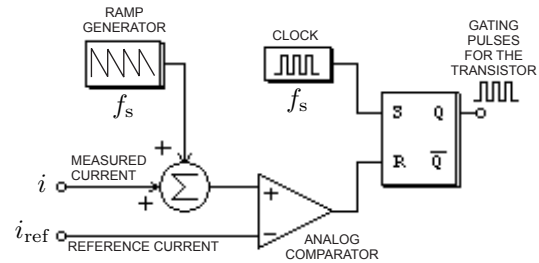 RAMP
GENERATOR
f_s
CLOCK
f_s
GATING
PULSES
FOR THE
TRANSISTOR
S Q
R Q̅
+
MEASURED
CURRENT
i
+
Σ
+
−
i_ref
REFERENCE CURRENT
ANALOG
COMPARATOR